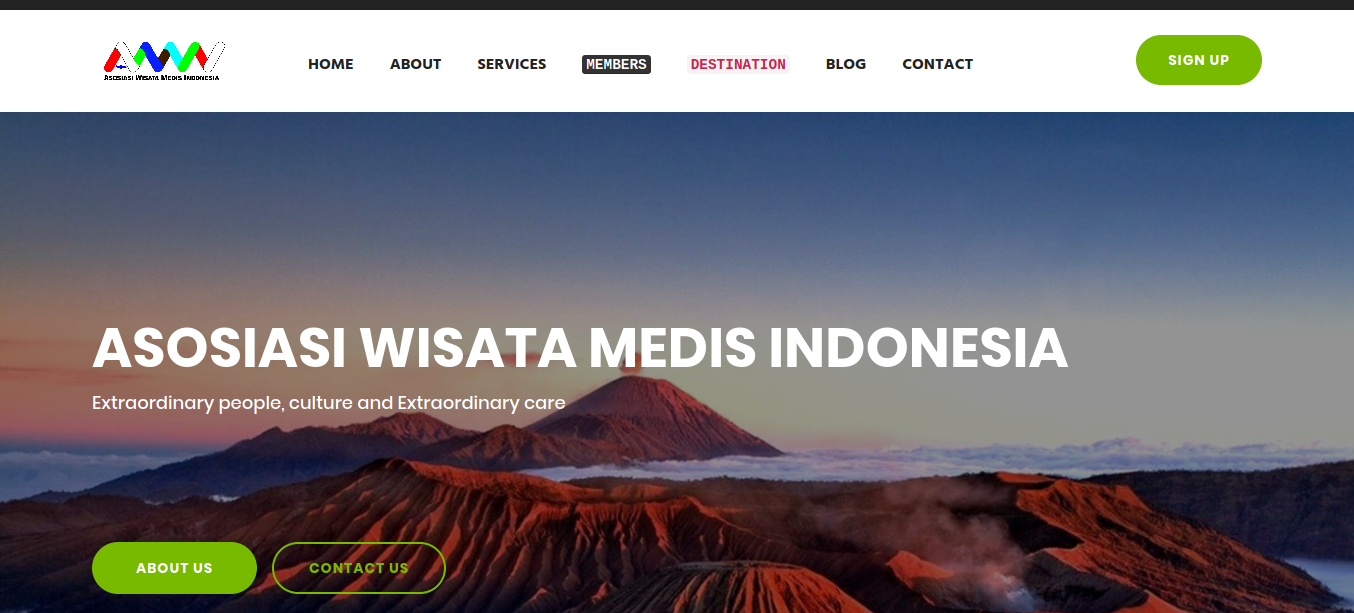 ASOSIASI WISATA MEDIS INDONESIA
HOME ABOUT SERVICES MEMBERS DESTINATION BLOG CONTACT
SIGN UP
ASOSIASI WISATA MEDIS INDONESIA
Extraordinary people, culture and Extraordinary care
ABOUT US
CONTACT US